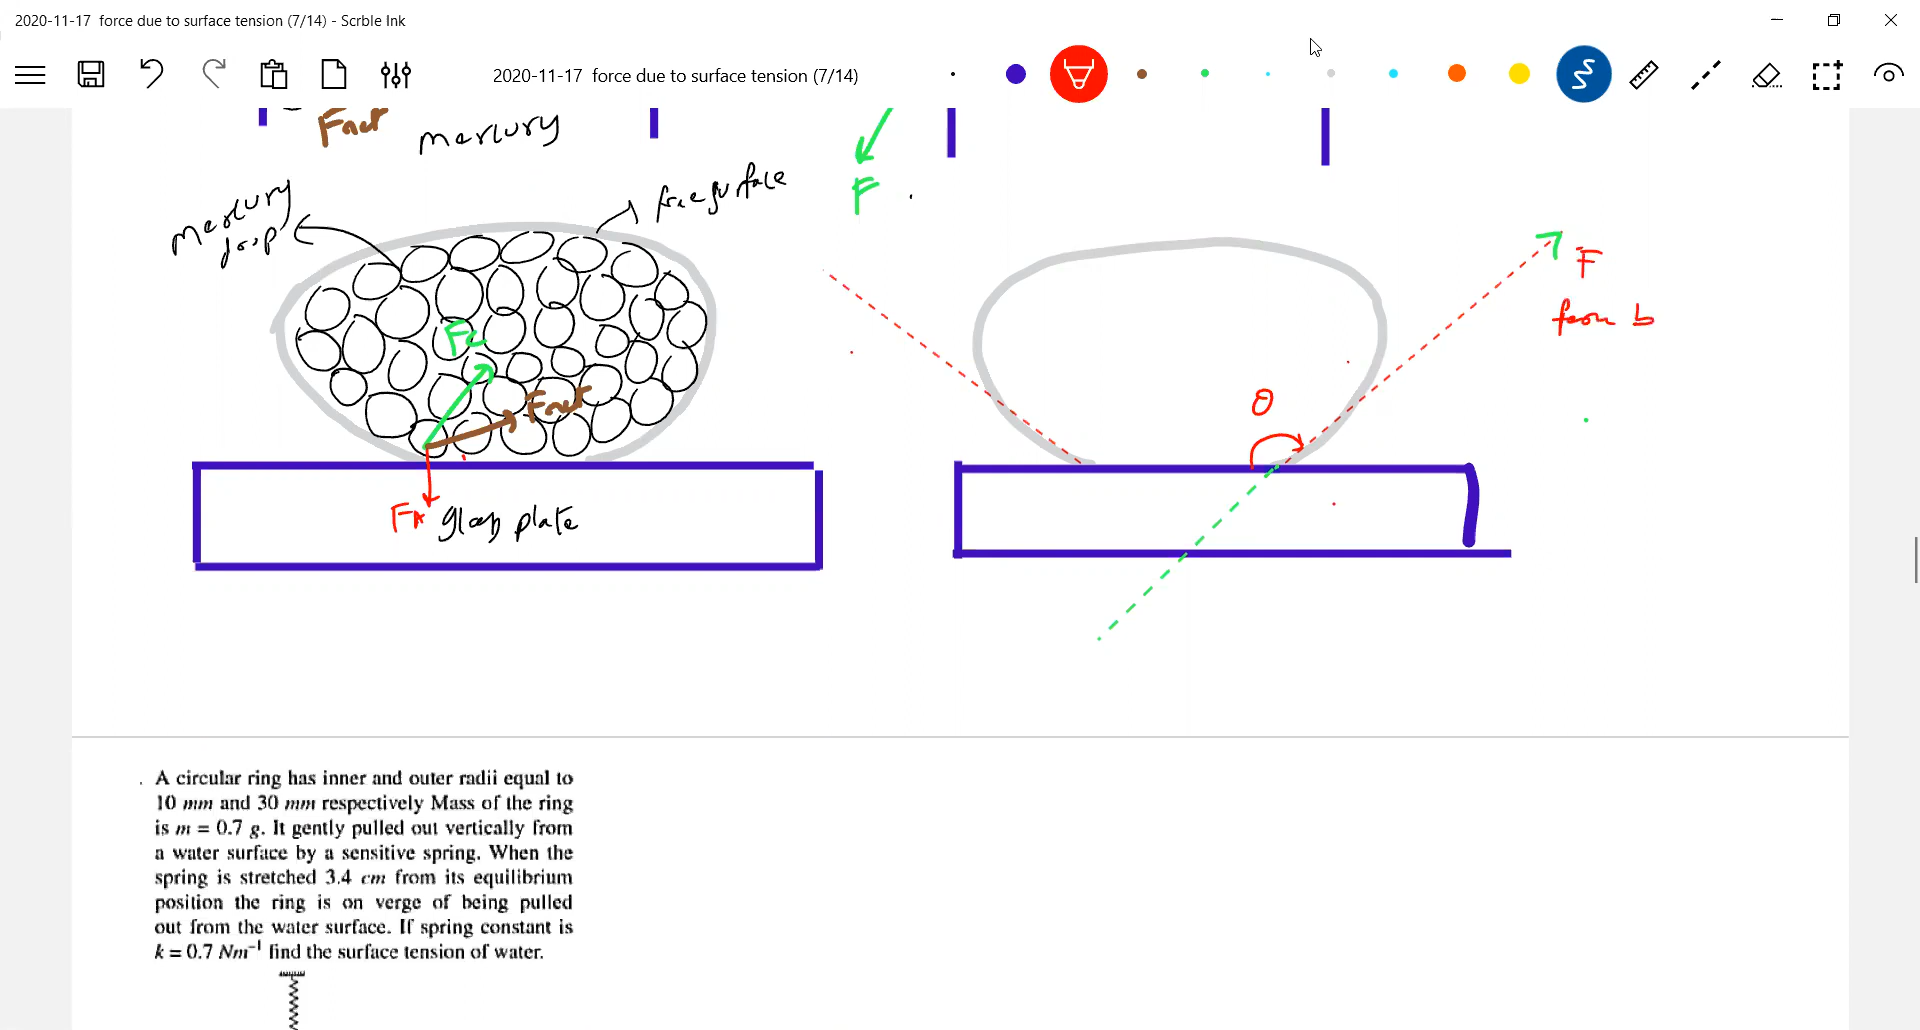 2020-11-17 force due to surface tension (7/14) - Scrble Ink
2020-11-17 force due to surface tension (7/14)
Fnet
mercury
F
mercury
drop
free surface
Fc
Fnet
FA
glass plate
θ
F
from b
. A circular ring has inner and outer radii equal to
10 mm and 30 mm respectively Mass of the ring
is m = 0.7 g. It gently pulled out vertically from
a water surface by a sensitive spring. When the
spring is stretched 3.4 cm from its equilibrium
position the ring is on verge of being pulled
out from the water surface. If spring constant is
k = 0.7 Nm⁻¹ find the surface tension of water.